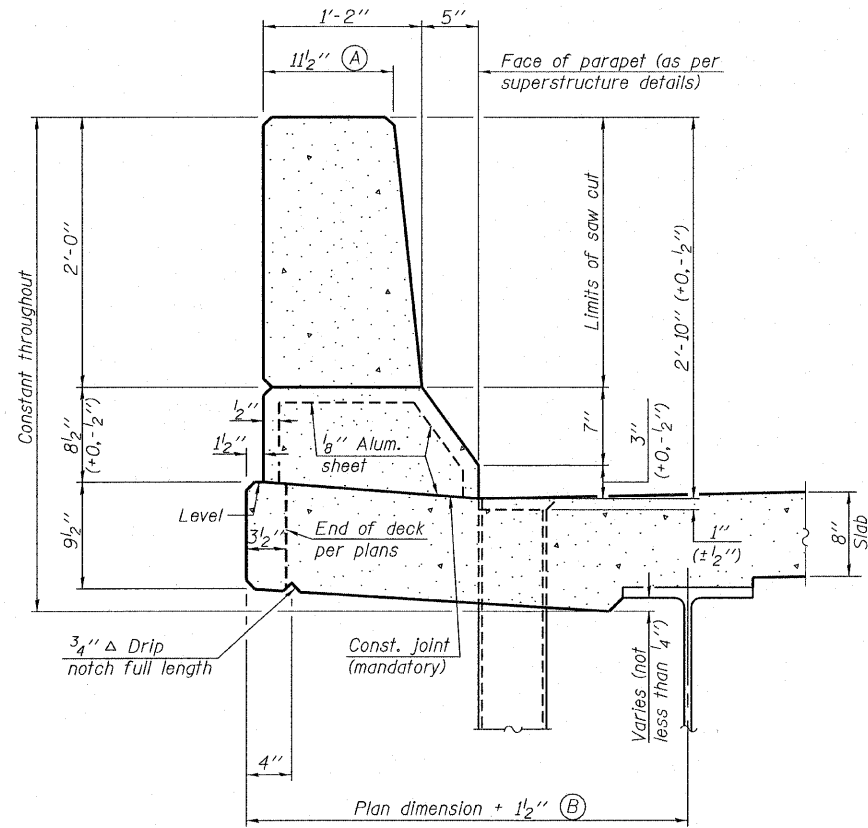 1'-2"
5"
11½" (A)
Face of parapet (as per
superstructure details)
Constant throughout
2'-0"
Limits of saw cut
2'-10" (+0,-½")
8½"
(+0,-½")
½"
1½"
⅛" Alum.
sheet
7"
3"
(+0,-½")
Level
3½"
End of deck
per plans
9½"
1"
(±½")
8"
Slab
¾" Δ Drip
notch full length
Const. joint
(mandatory)
Varies (not
less than ¼")
4"
Plan dimension + 1½" (B)